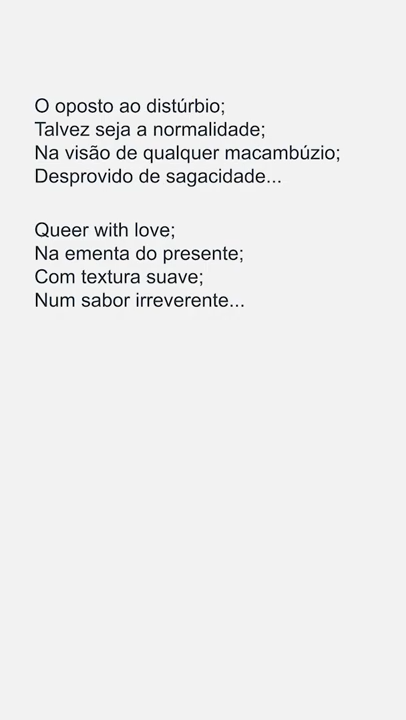 O oposto ao distúrbio;
Talvez seja a normalidade;
Na visão de qualquer macambúzio;
Desprovido de sagacidade...
Queer with love;
Na ementa do presente;
Com textura suave;
Num sabor irreverente...